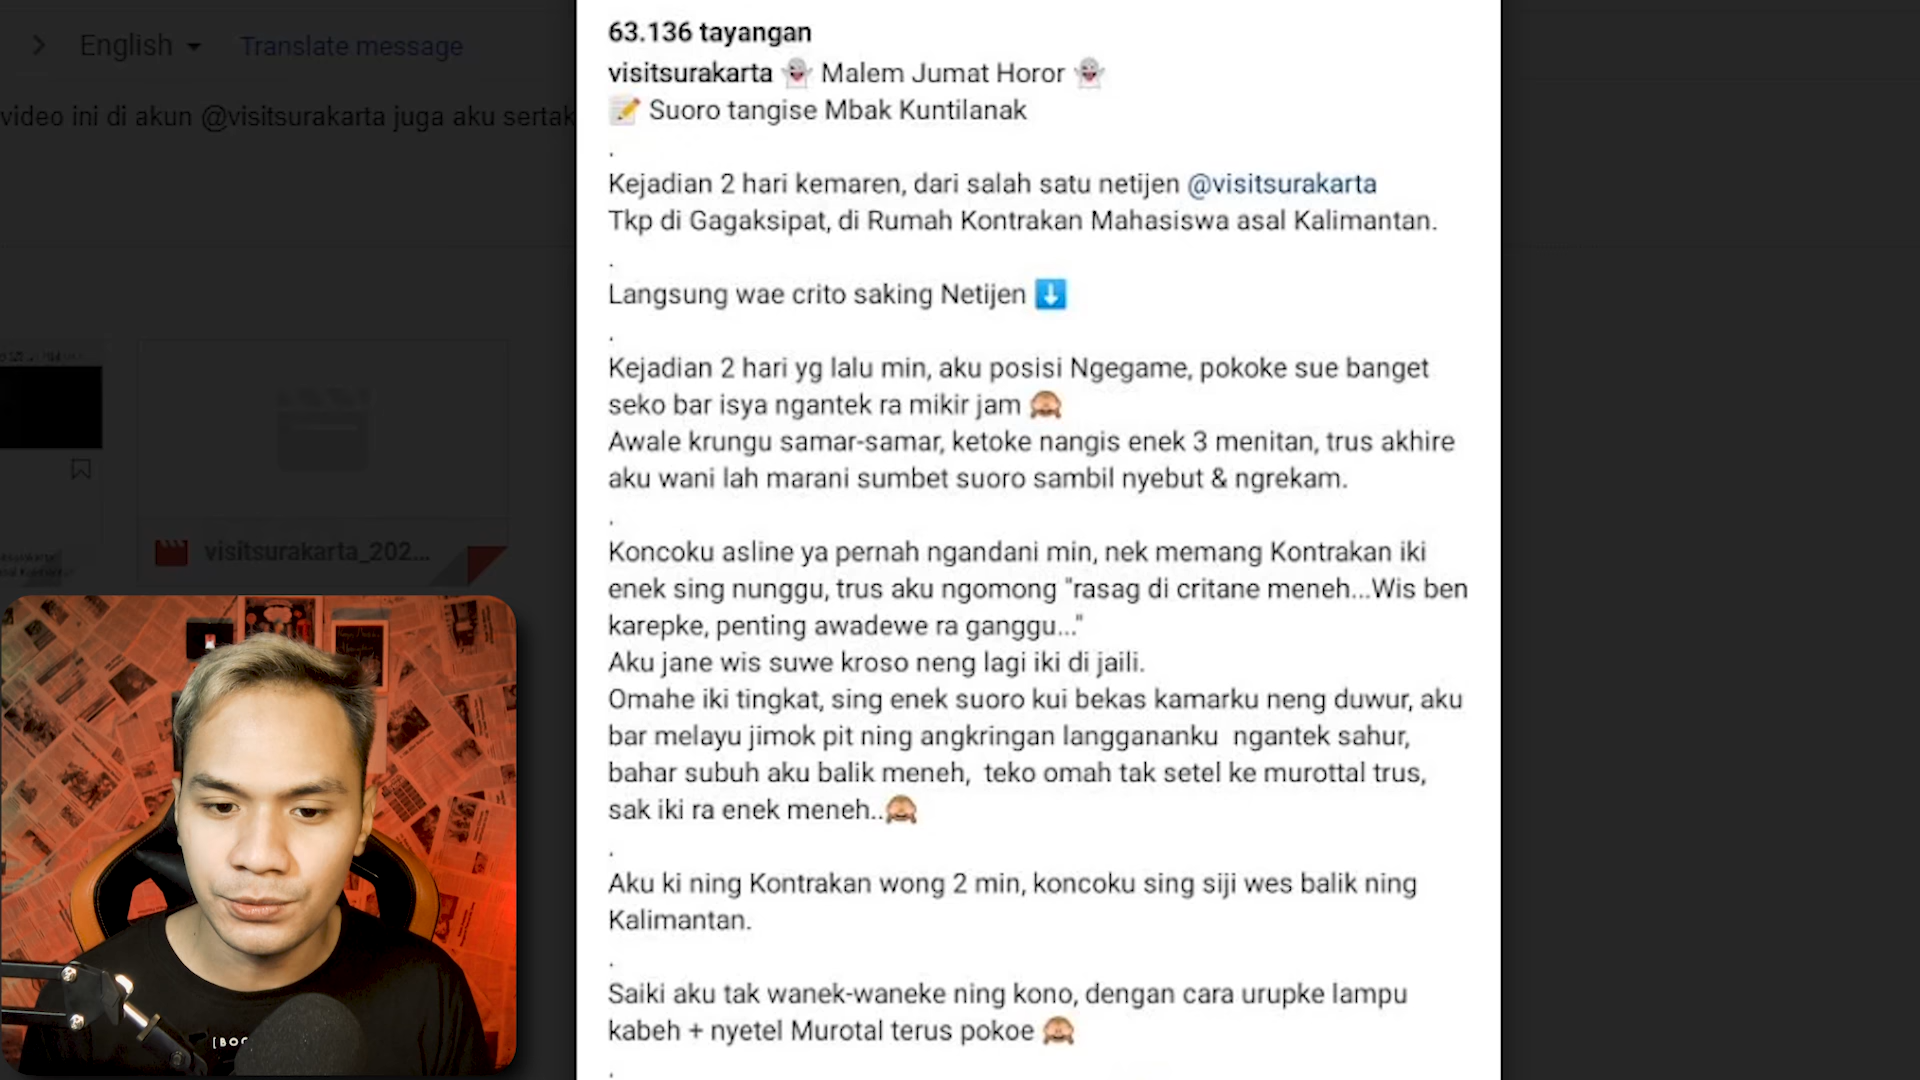 English
Translate message
video ini di akun @visitsurakarta juga aku sertak
visitsurakarta_202...
63.136 tayangan
visitsurakarta 👻 Malem Jumat Horor 👻
📝 Suoro tangise Mbak Kuntilanak
.
Kejadian 2 hari kemaren, dari salah satu netijen @visitsurakarta
Tkp di Gagaksipat, di Rumah Kontrakan Mahasiswa asal Kalimantan.
.
Langsung wae crito saking Netijen ⬇️
.
Kejadian 2 hari yg lalu min, aku posisi Ngegame, pokoke sue banget
seko bar isya ngantek ra mikir jam 🙈
Awale krungu samar-samar, ketoke nangis enek 3 menitan, trus akhire
aku wani lah marani sumbet suoro sambil nyebut & ngrekam.
.
Koncoku asline ya pernah ngandani min, nek memang Kontrakan iki
enek sing nunggu, trus aku ngomong "rasag di critane meneh...Wis ben
karepke, penting awadewe ra ganggu..."
Aku jane wis suwe kroso neng lagi iki di jaili.
Omahe iki tingkat, sing enek suoro kui bekas kamarku neng duwur, aku
bar melayu jimok pit ning angkringan langgananku ngantek sahur,
bahar subuh aku balik meneh, teko omah tak setel ke murottal trus,
sak iki ra enek meneh..🙈
.
Aku ki ning Kontrakan wong 2 min, koncoku sing siji wes balik ning
Kalimantan.
.
Saiki aku tak wanek-waneke ning kono, dengan cara urupke lampu
kabeh + nyetel Murotal terus pokoe 🙈
.
[BOO